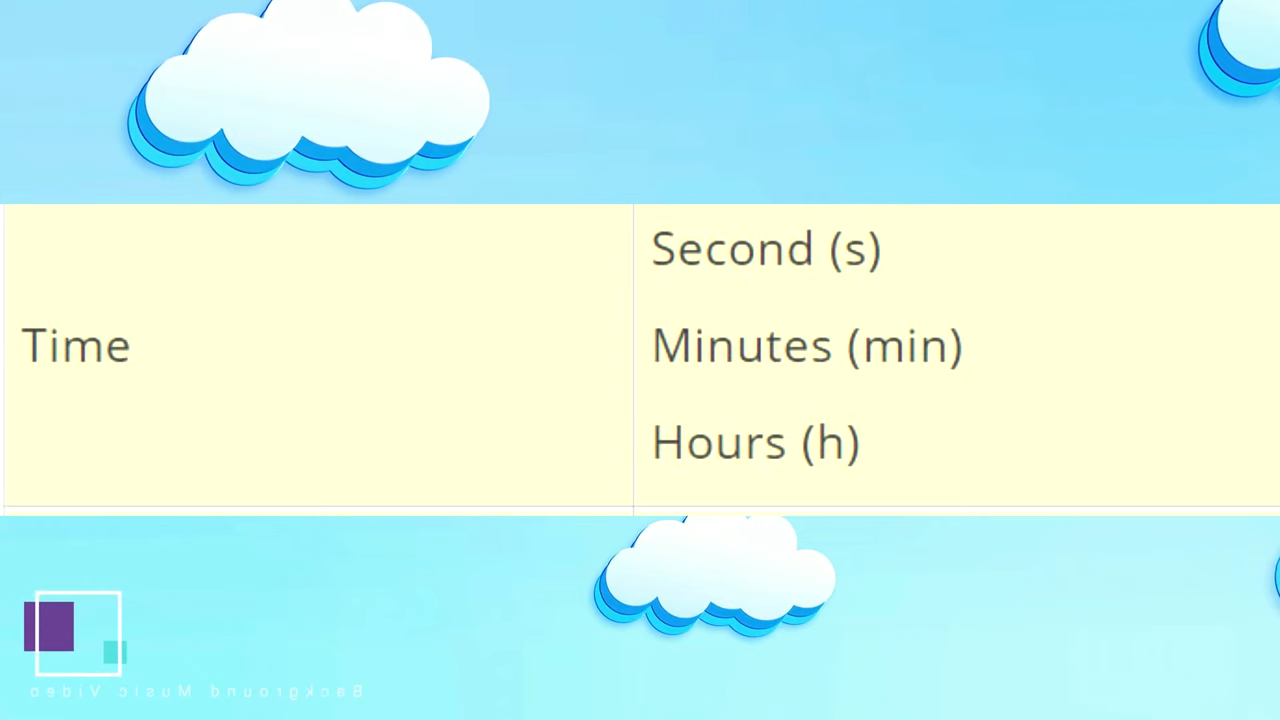 Second (s)
Time
Minutes (min)
Hours (h)
Background Music Video